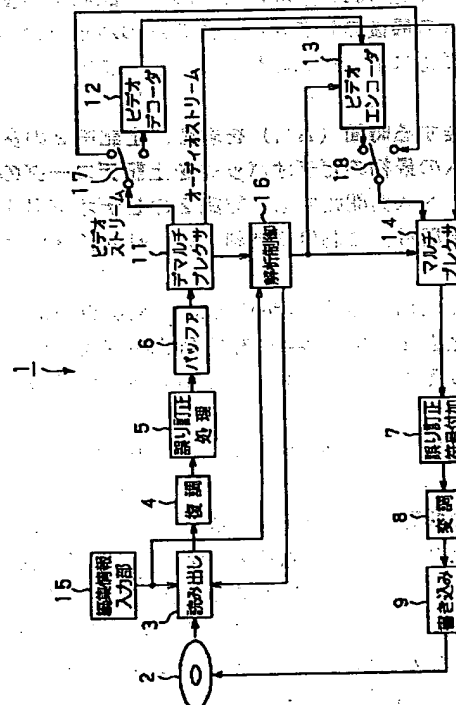 1
2
読み出し
3
復調
4
誤り訂正
処理
5
バッファ
6
デマルチ
プレクサ
11
ビデオ
ストリーム
17
ビデオ
デコーダ
12
オーディオストリーム
編集情報
入力部
15
解析制御
16
ビデオ
エンコーダ
13
18
マルチ
プレクサ
14
誤り訂正
符号付加
7
変調
8
書き込み
9